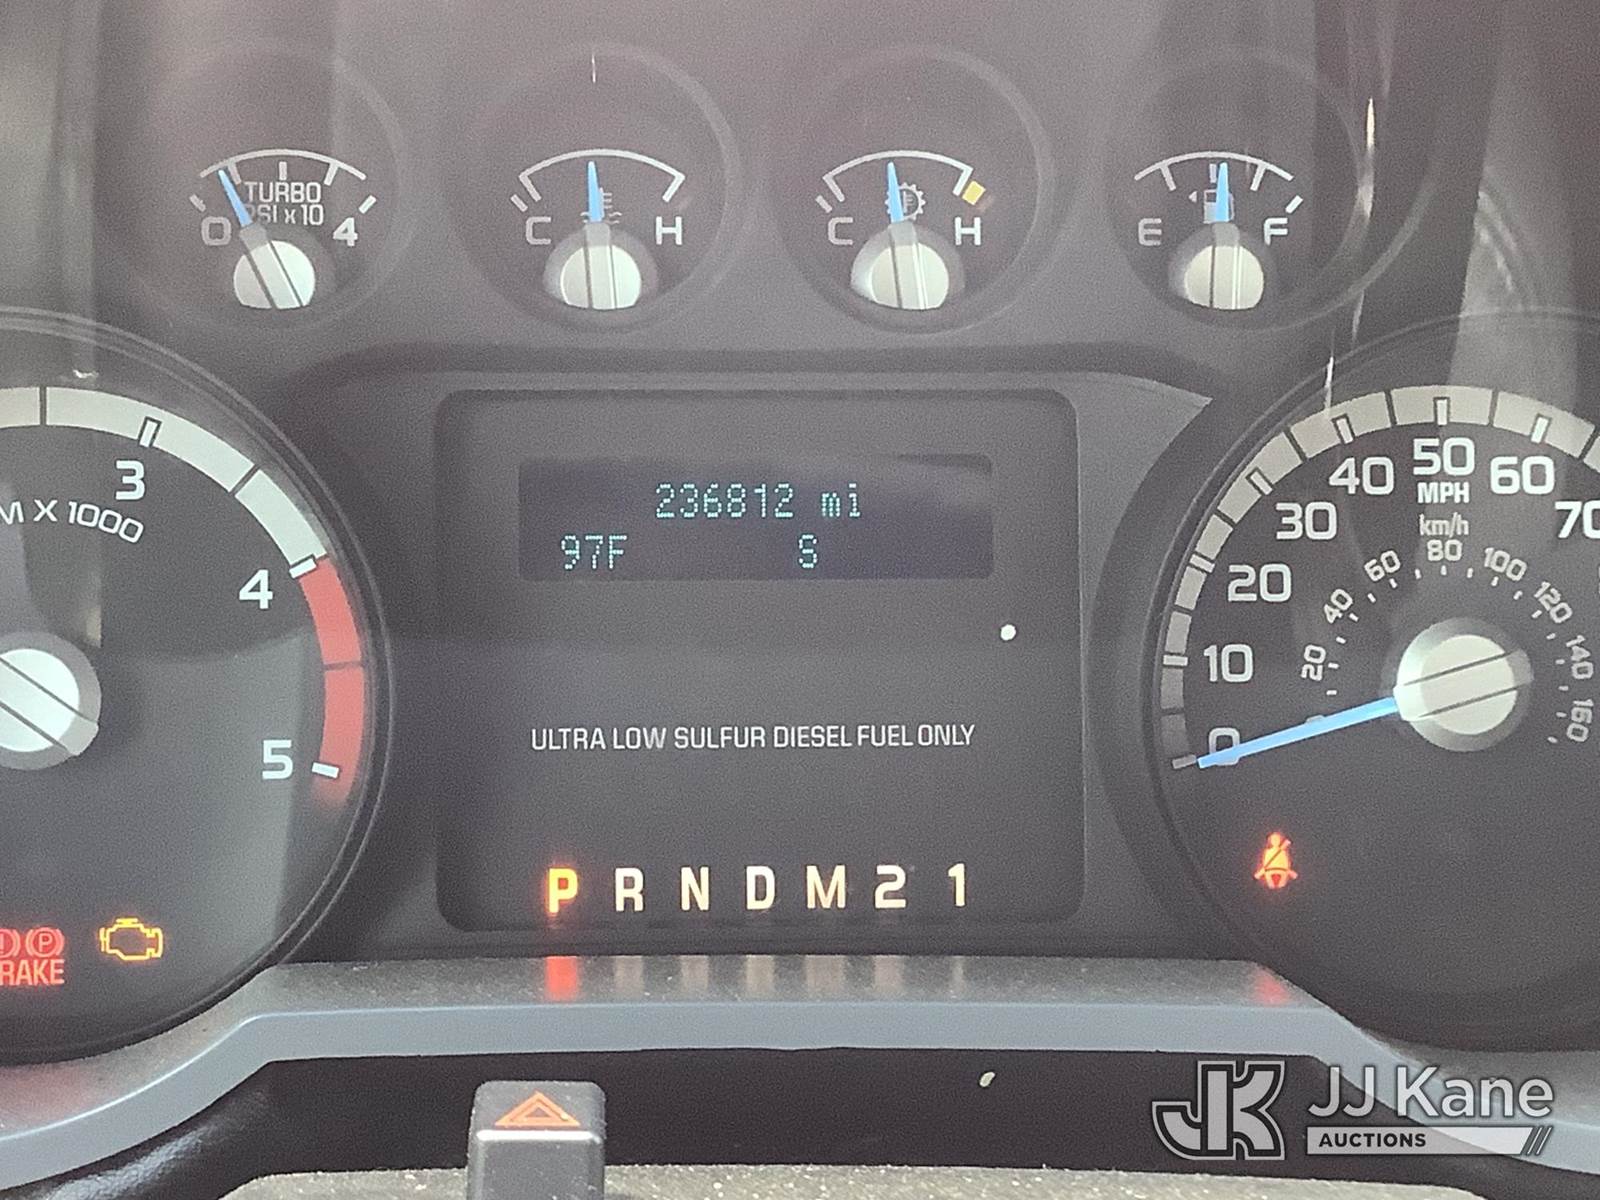 TURBO
PSI x 10
0 4
C H
C H
E F
3
X 1000
4
5
236812 mi
97F S
ULTRA LOW SULFUR DIESEL FUEL ONLY
P R N D M 2 1
0 10 20 30 40 50 60 70
MPH
km/h
20 40 60 80 100 120 140 160
P
JK JJ Kane
AUCTIONS